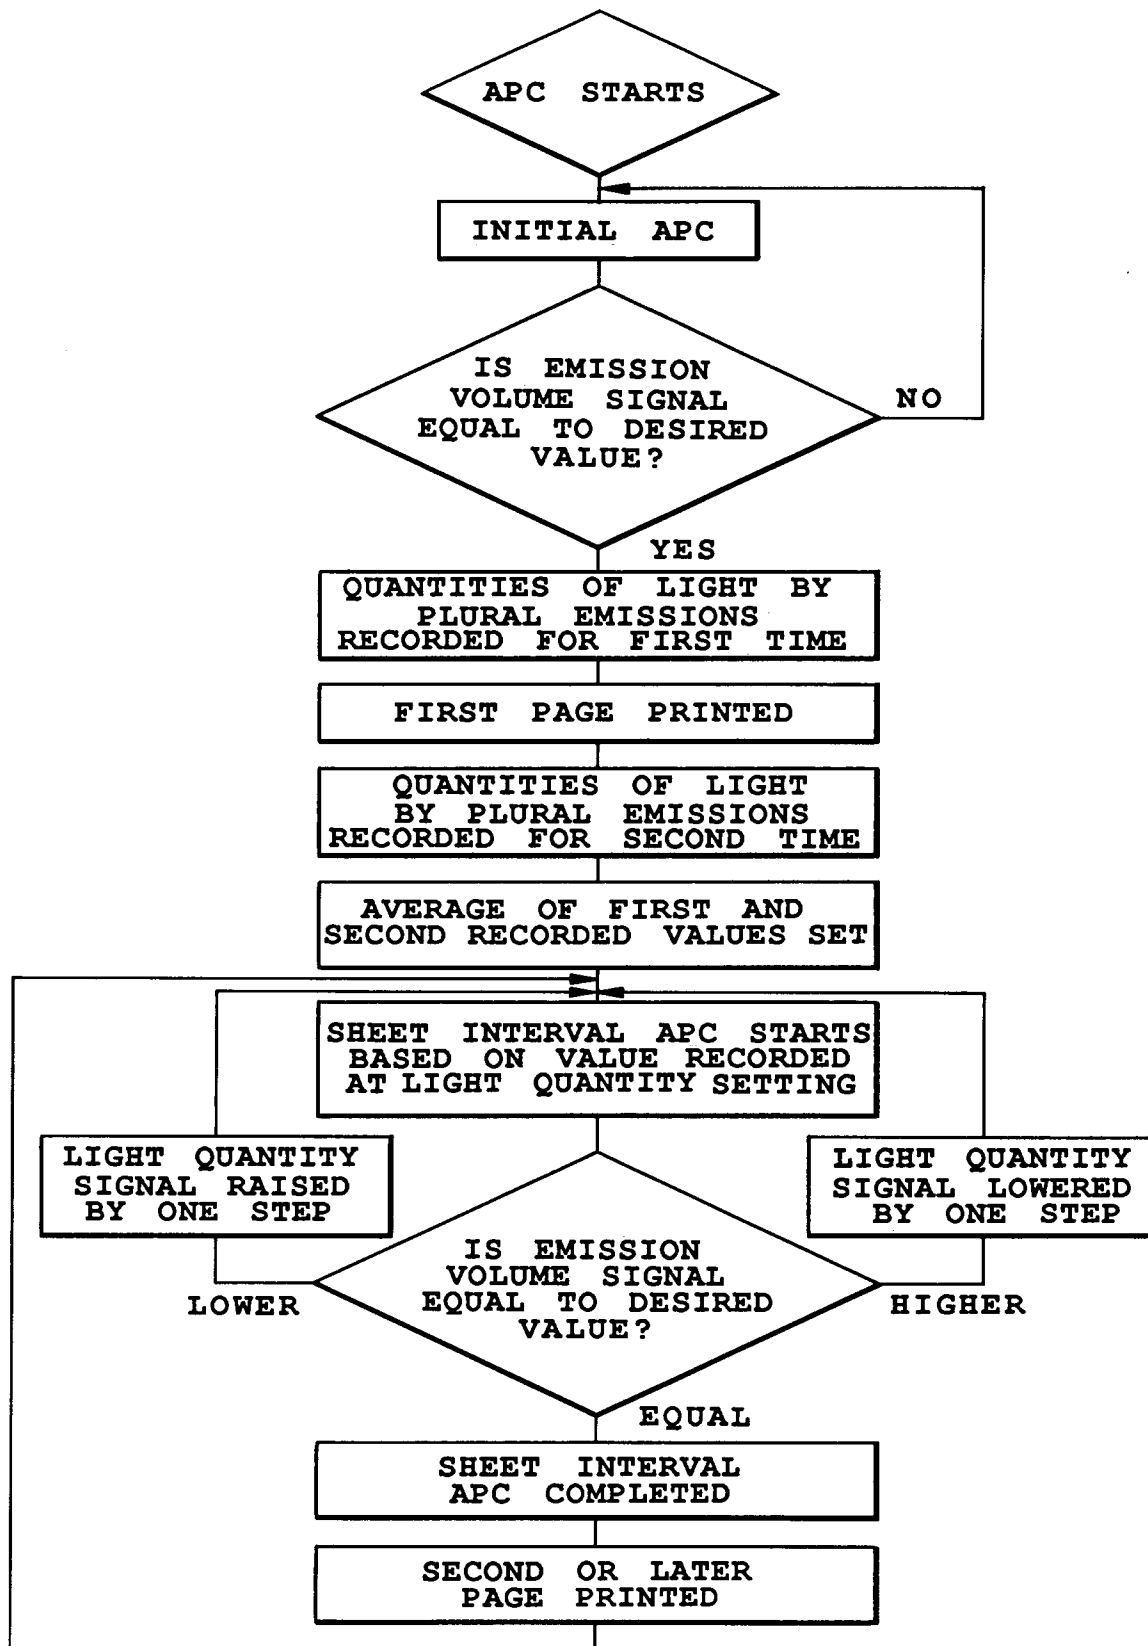 APC STARTS
INITIAL APC
IS EMISSION
VOLUME SIGNAL
EQUAL TO DESIRED
VALUE?
NO
YES
QUANTITIES OF LIGHT BY
PLURAL EMISSIONS
RECORDED FOR FIRST TIME
FIRST PAGE PRINTED
QUANTITIES OF LIGHT
BY PLURAL EMISSIONS
RECORDED FOR SECOND TIME
AVERAGE OF FIRST AND
SECOND RECORDED VALUES SET
SHEET INTERVAL APC STARTS
BASED ON VALUE RECORDED
AT LIGHT QUANTITY SETTING
LIGHT QUANTITY
SIGNAL RAISED
BY ONE STEP
LIGHT QUANTITY
SIGNAL LOWERED
BY ONE STEP
IS EMISSION
VOLUME SIGNAL
EQUAL TO DESIRED
VALUE?
LOWER
HIGHER
EQUAL
SHEET INTERVAL
APC COMPLETED
SECOND OR LATER
PAGE PRINTED